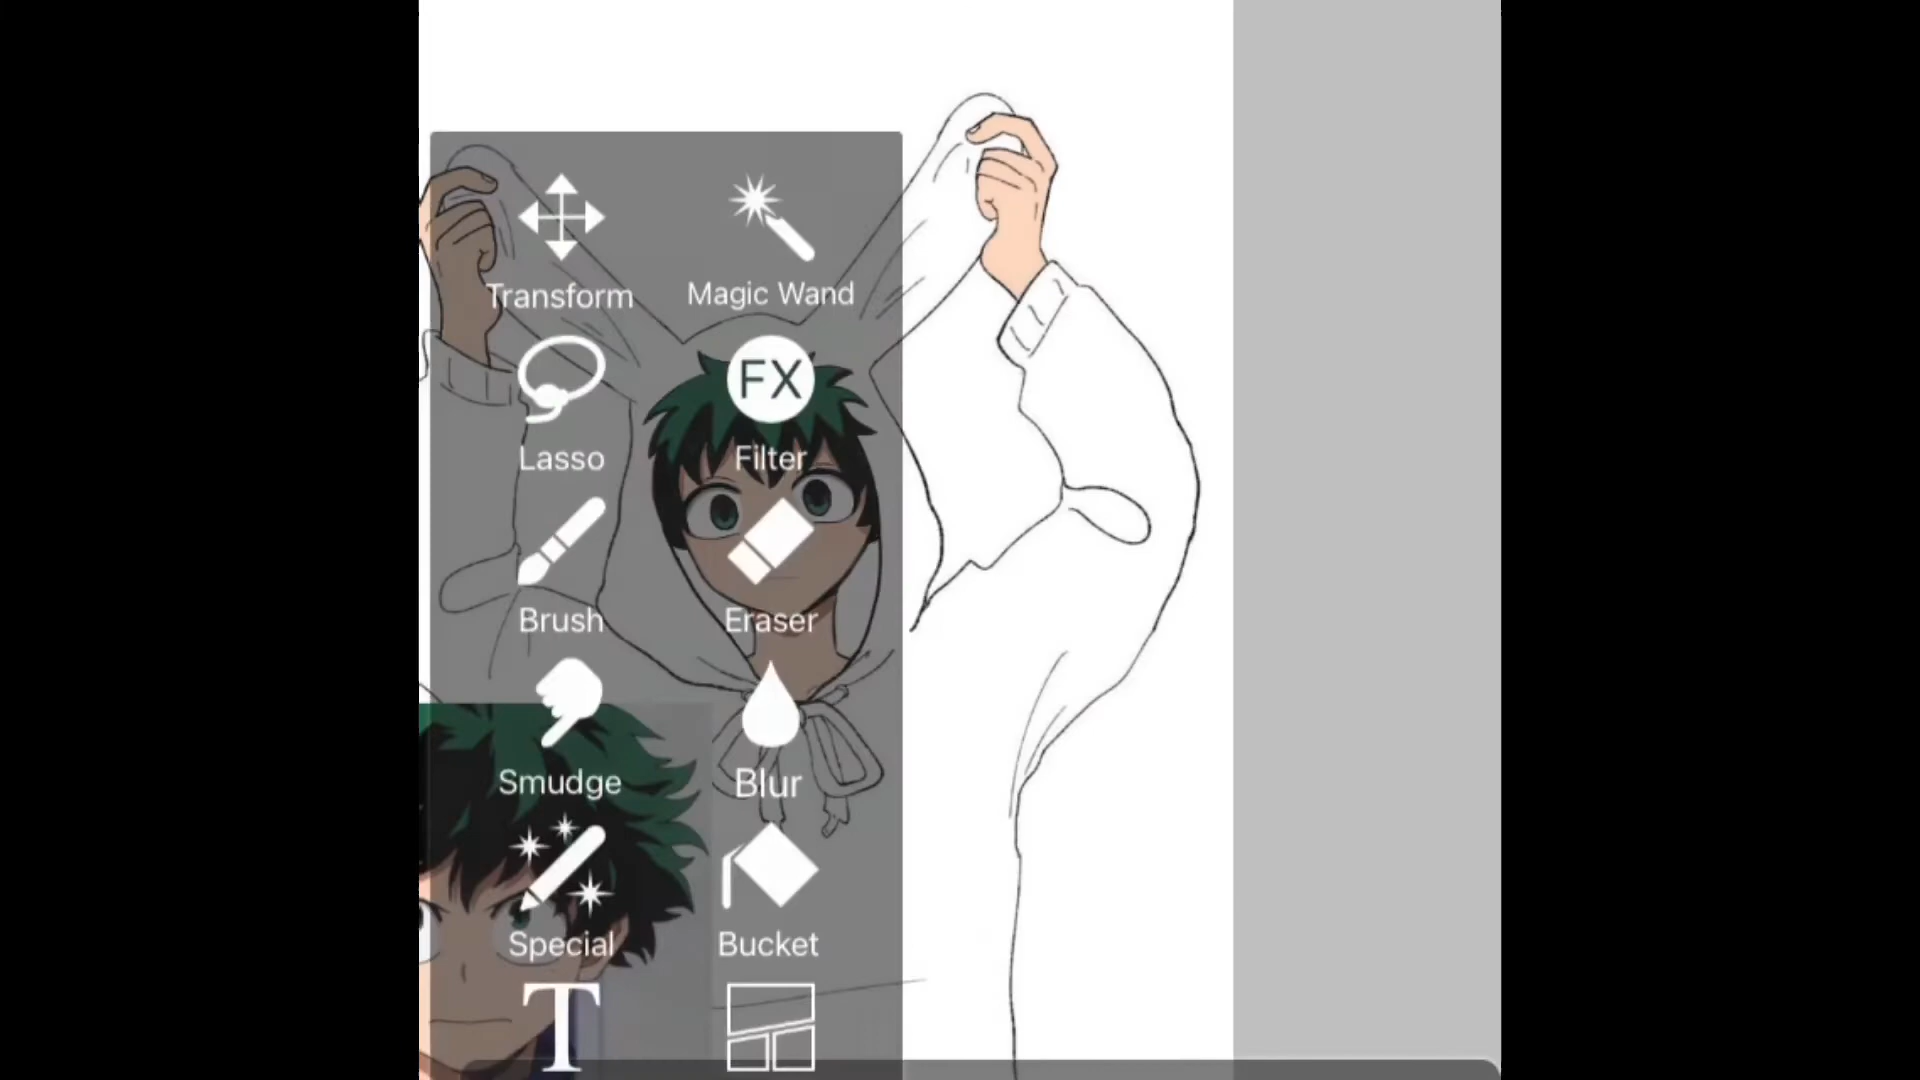 Transform Magic Wand
FX
Lasso Filter
Brush Eraser
Smudge Blur
Special Bucket
T